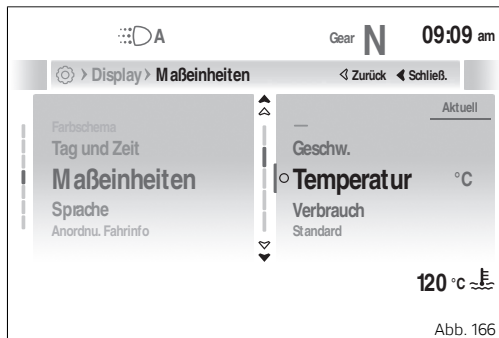 A Gear N 09:09 am
Display Maßeinheiten Zurück Schließ.
Aktuell
Farbschema —
Tag und Zeit Geschw.
Maßeinheiten Temperatur °C
Sprache Verbrauch
Anordnu. Fahrinfo Standard
120 °C
Abb. 166